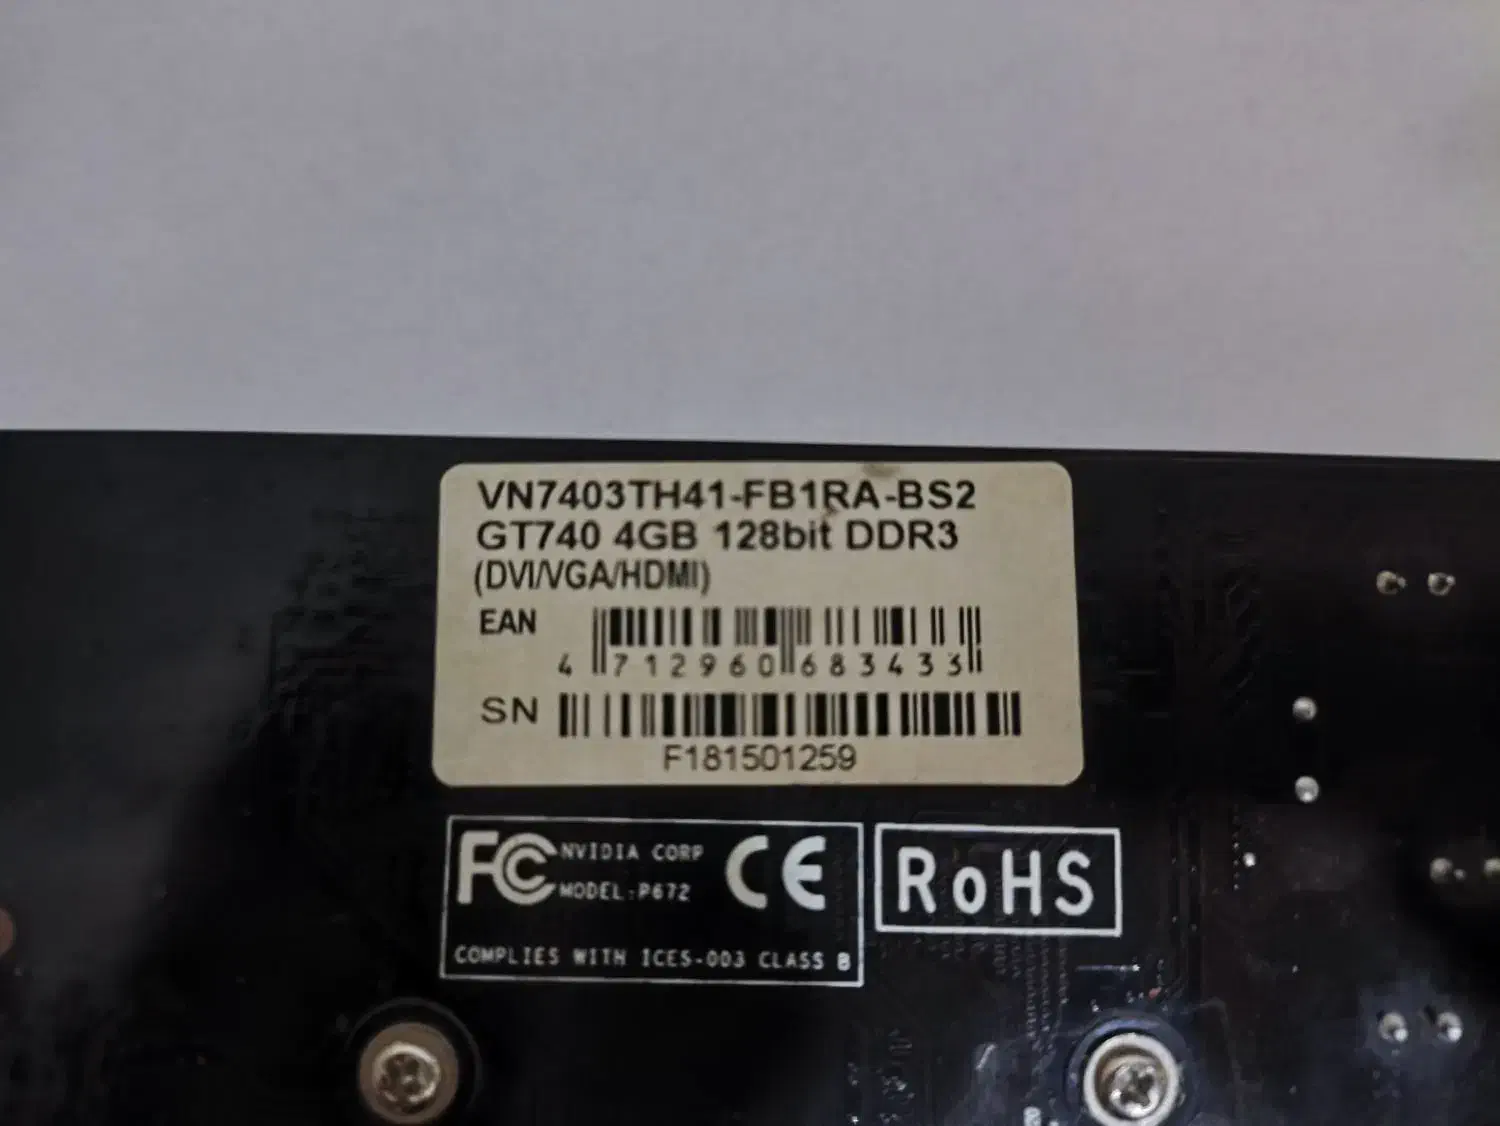 VN7403TH41-FB1RA-BS2
GT740 4GB 128bit DDR3
(DVI/VGA/HDMI)
EAN
4 712960 683433
SN
F181501259
FC NVIDIA CORP CE
MODEL:P672
COMPLIES WITH ICES-003 CLASS B
RoHS